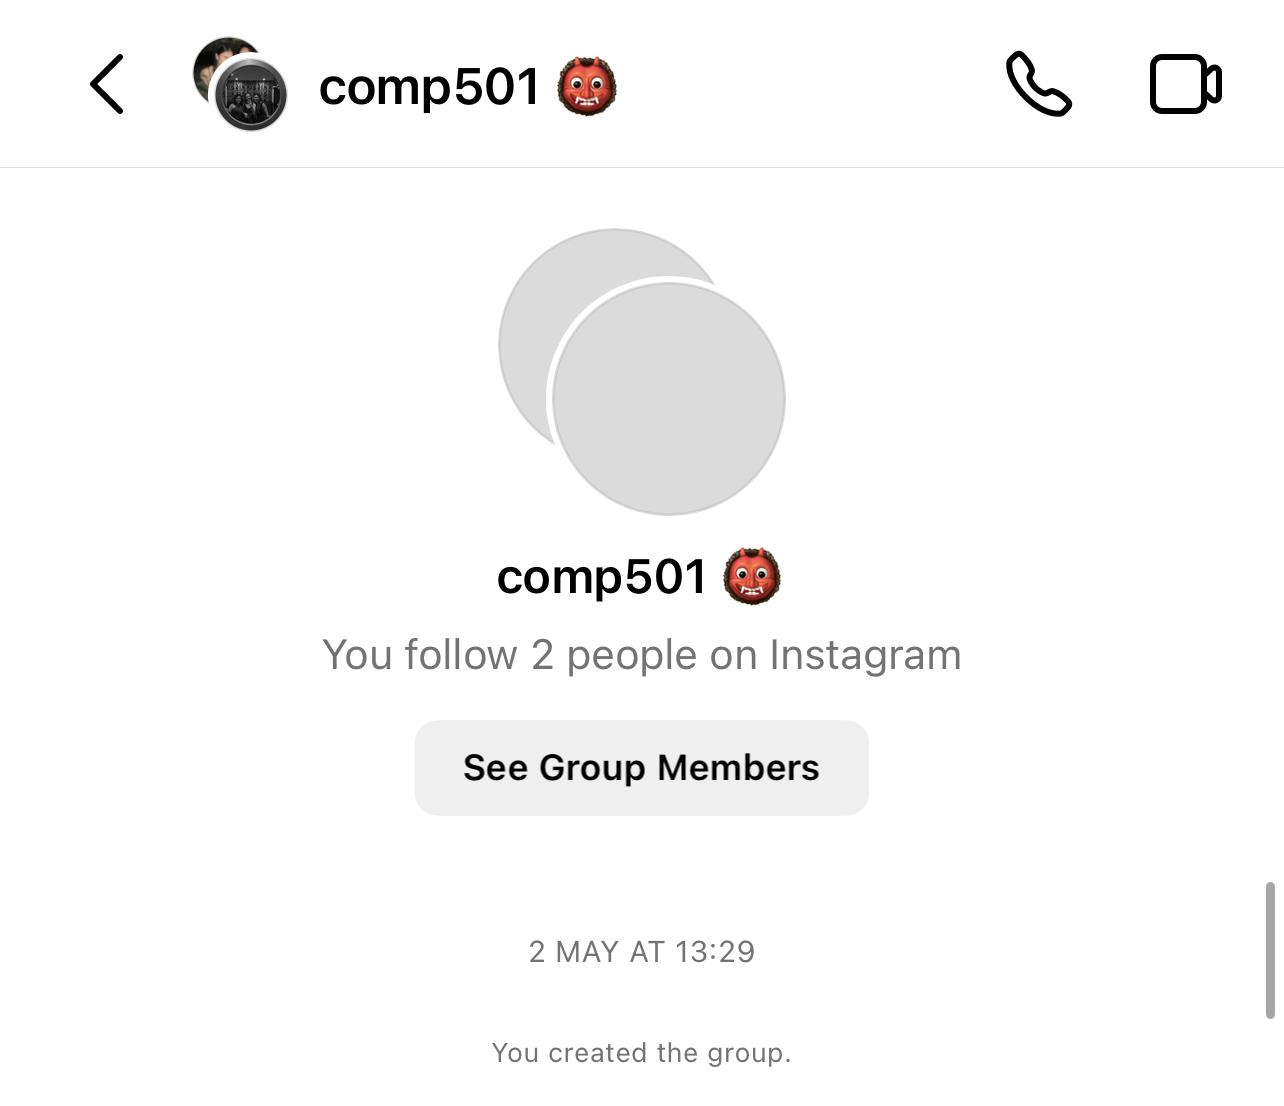 comp501 👹
comp501 👹
You follow 2 people on Instagram
See Group Members
2 MAY AT 13:29
You created the group.